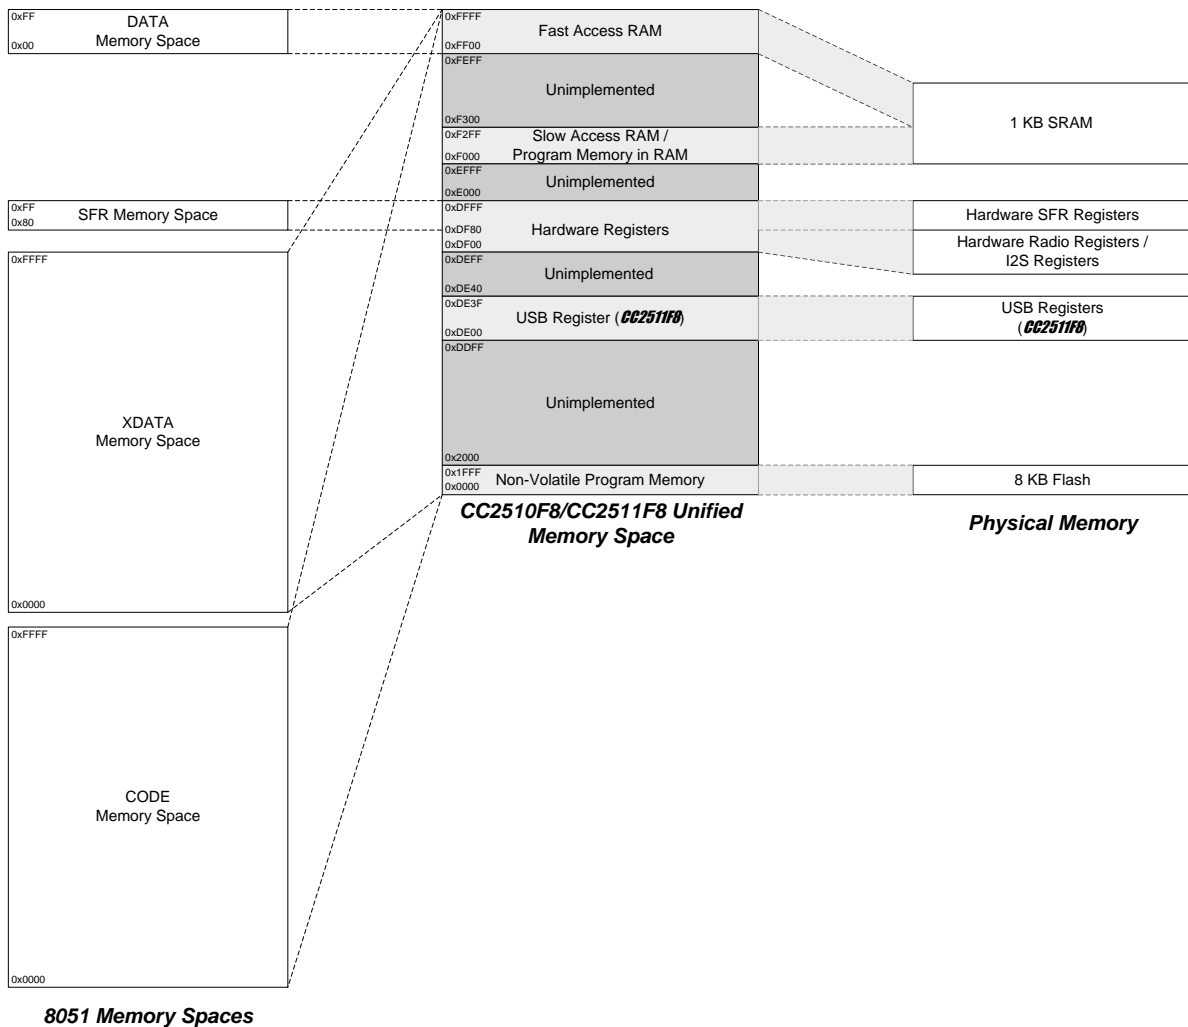 0xFF
DATA
Memory Space
0x00
0xFF
SFR Memory Space
0x80
0xFFFF
XDATA
Memory Space
0x0000
0xFFFF
CODE
Memory Space
0x0000
8051 Memory Spaces
0xFFFF
Fast Access RAM
0xFF00
0xFEFF
Unimplemented
0xF300
0xF2FF
Slow Access RAM /
Program Memory in RAM
0xF000
0xEFFF
Unimplemented
0xE000
0xDFFF
0xDF80
Hardware Registers
0xDF00
0xDEFF
Unimplemented
0xDE40
0xDE3F
USB Register (CC2511F8)
0xDE00
0xDDFF
Unimplemented
0x2000
0x1FFF
Non-Volatile Program Memory
0x0000
CC2510F8/CC2511F8 Unified
Memory Space
1 KB SRAM
Hardware SFR Registers
Hardware Radio Registers /
I2S Registers
USB Registers
(CC2511F8)
8 KB Flash
Physical Memory